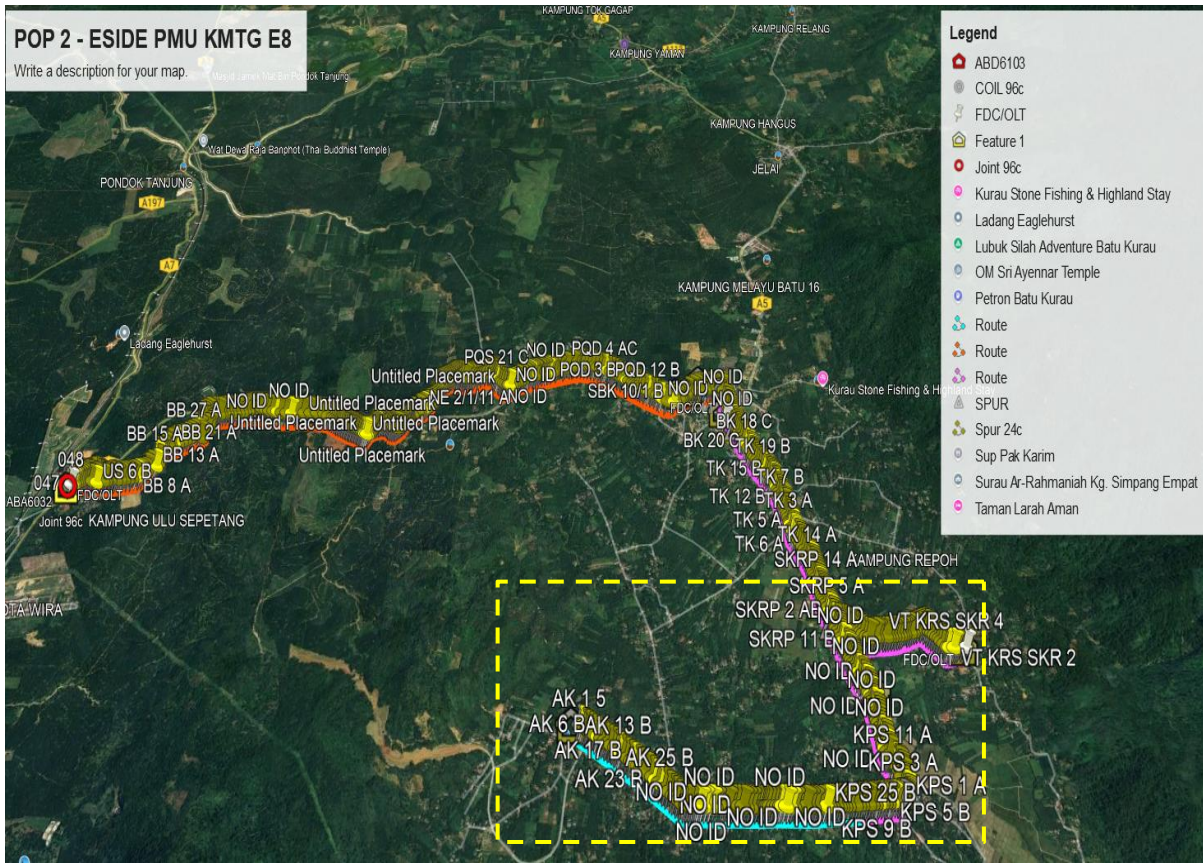 POP 2 - ESIDE PMU KMTG E8
Write a description for your map.
Legend
ABD6103
COIL 96c
FDC/OLT
Feature 1
Joint 96c
Kurau Stone Fishing & Highland Stay
Ladang Eaglehurst
Lubuk Silah Adventure Batu Kurau
OM Sri Ayennar Temple
Petron Batu Kurau
Route
Route
Route
SPUR
Spur 24c
Sup Pak Karim
Surau Ar-Rahmaniah Kg. Simpang Empat
Taman Larah Aman
KAMPUNG TOK GAGAP
A5
KAMPUNG RELANG
KAMPUNG YAMAN
Wat Dewa Raja Banphot (Thai Buddhist Temple)
KAMPUNG HANGUS
JELAI
PONDOK TANJUNG
A197
A7
KAMPUNG MELAYU BATU 16
A5
Ladang Eaglehurst
Kurau Stone Fishing & Highland Stay
PQS 21 C
NO ID
PQD 4 AC
Untitled Placemark
NO ID
POD 3 B
PQD 12 B
NO ID
NO ID
BB 27 A
NO ID
NO ID
Untitled Placemark
NE 2/1/11 A
NO ID
SBK 10/1 B
FDC/OLT
NO ID
BB 15 A
BB 21 A
Untitled Placemark
Untitled Placemark
BK 18 C
BB 13 A
Untitled Placemark
BK 20 C
TK 19 B
048
US 6 B
TK 15 B
TK 7 B
047
FDC/OLT
BB 8 A
TK 12 B
TK 3 A
ABA6032
Joint 96c
KAMPUNG ULU SEPETANG
TK 5 A
TK 14 A
TK 6 A
SKRP 14 A
KAMPUNG REPOH
SKRP 5 A
SKRP 2 AB
NO ID
VT KRS SKR 4
SKRP 11 B
NO ID
FDC/OLT
VT KRS SKR 2
NO ID
NO ID
NO ID
NO ID
AK 1 5
AK 6 B
AK 13 B
KPS 11 A
AK 17 B
AK 25 B
NO ID
KPS 3 A
AK 23 B
NO ID
NO ID
KPS 1 A
NO ID
NO ID
KPS 25 B
KPS 5 B
NO ID
NO ID
NO ID
KPS 9 B